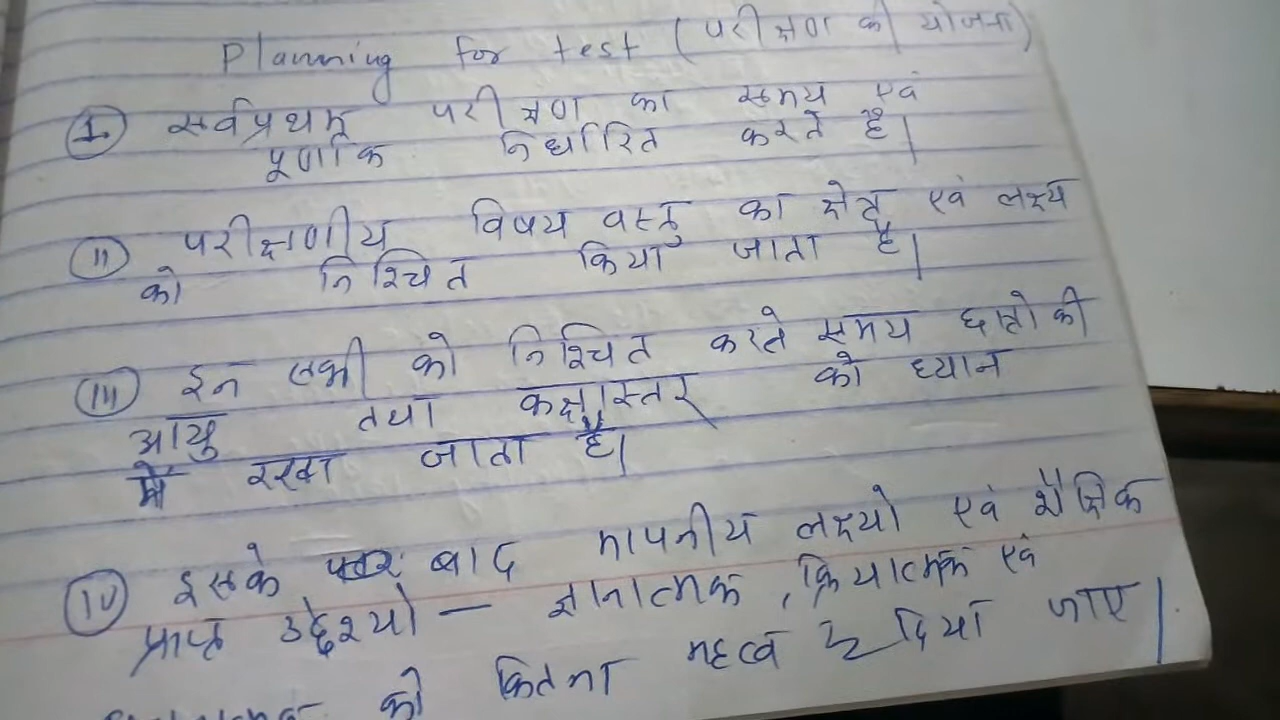 Planning for test (परीक्षण की योजना)
I सर्वप्रथम परीक्षण का समय एवं
पूर्णांक निर्धारित करते है।
II परीक्षणीय विषय वस्तु का क्षेत्र एवं लक्ष्य
को निश्चित किया जाता है।
III इन सभी को निश्चित करते समय छात्रो की
आयु तथा कक्षास्तर को ध्यान
में रखा जाता है।
IV इसके बाद मापनीय लक्ष्यो एवं शैक्षिक
प्राप्त उद्देश्यो — ज्ञानात्मक, क्रियात्मक एवं
को कितना महत्व दिया जाए।